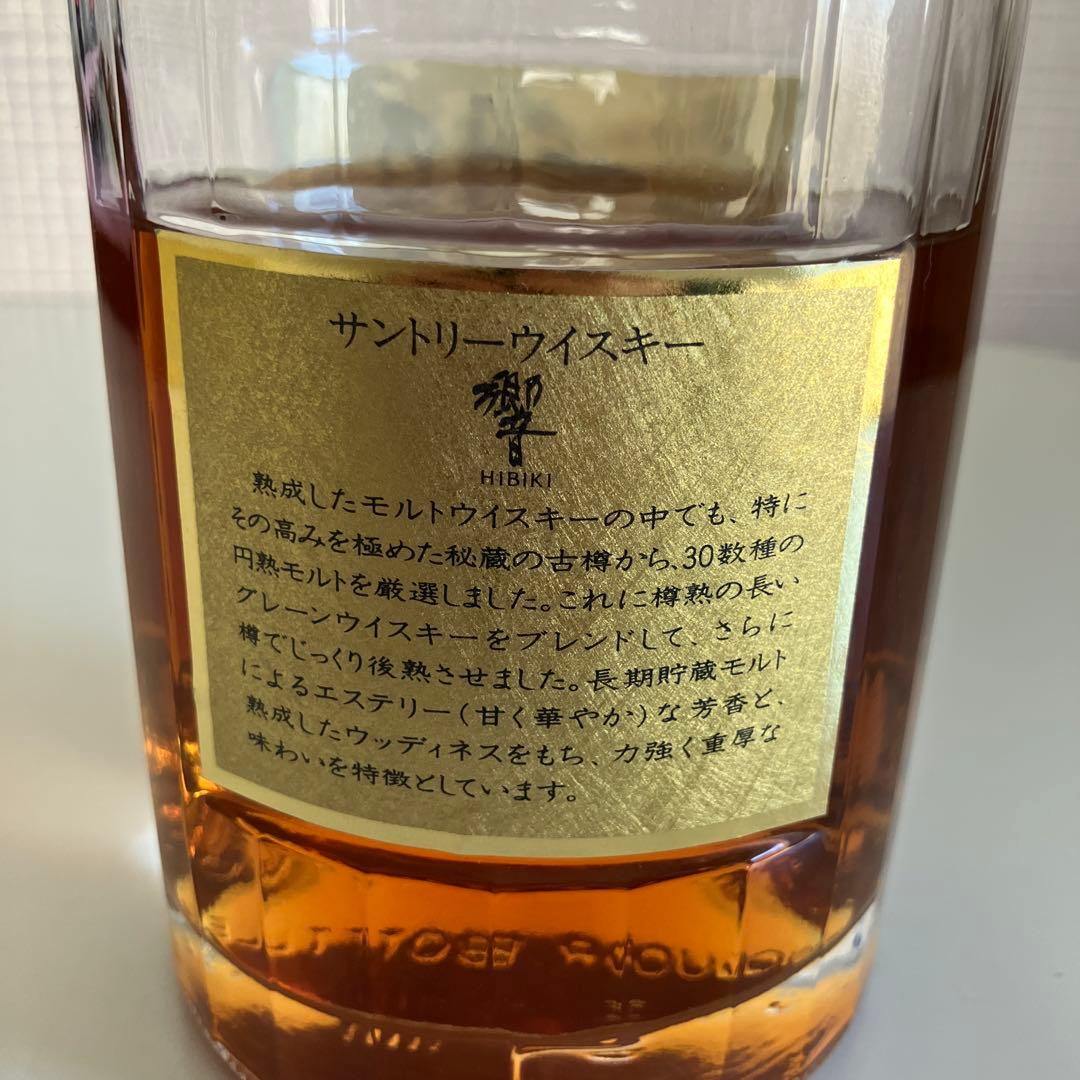 サントリーウイスキー
響
HIBIKI
熟成したモルトウイスキーの中でも、特に
その高みを極めた秘蔵の古樽から、30数種の
円熟モルトを厳選しました。これに樽熟の長い
グレーンウイスキーをブレンドして、さらに
樽でじっくり後熟させました。長期貯蔵モルト
によるエステリー(甘く華やか)な芳香と、
熟成したウッディネスをもち、力強く重厚な
味わいを特徴としています。